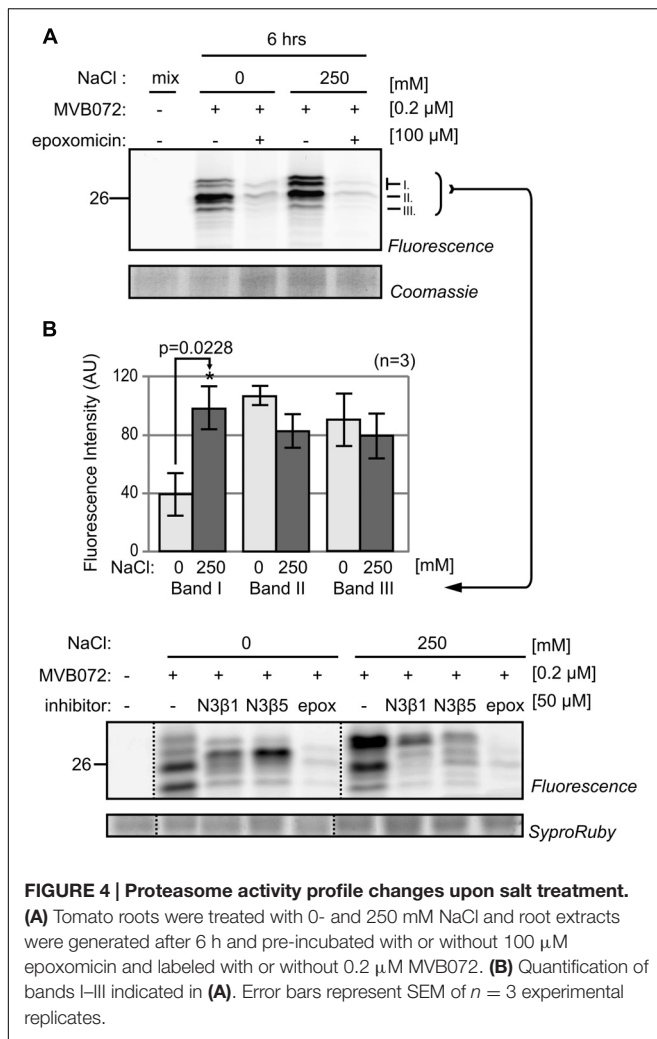 A
6 hrs
NaCl : mix 0 250 [mM]
MVB072: - + + + + [0.2 µM]
epoxomicin: - - + - + [100 µM]
26
I.
II.
III.
Fluorescence
Coomassie
B
p=0.0228
(n=3)
*
Fluorescence Intensity (AU)
120
80
40
0
NaCl: 0 250 0 250 0 250 [mM]
Band I Band II Band III
NaCl: 0 250 [mM]
MVB072: - + + + + + + + + [0.2 µM]
inhibitor: - - N3β1 N3β5 epox - N3β1 N3β5 epox [50 µM]
26
Fluorescence
SyproRuby
FIGURE 4 | Proteasome activity profile changes upon salt treatment.
(A) Tomato roots were treated with 0- and 250 mM NaCl and root extracts
were generated after 6 h and pre-incubated with or without 100 µM
epoxomicin and labeled with or without 0.2 µM MVB072. (B) Quantification of
bands I–III indicated in (A). Error bars represent SEM of n = 3 experimental
replicates.